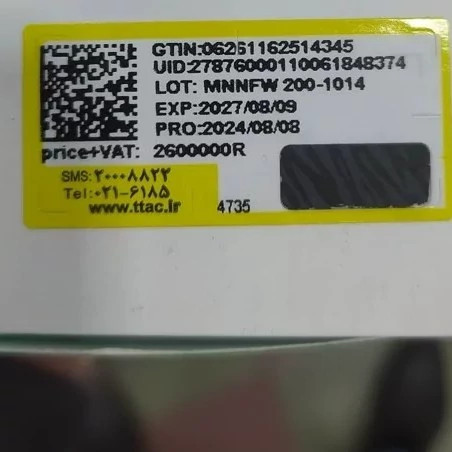 GTIN:06261162514345
UID:27876000110061848374
LOT: MNNFW 200-1014
EXP:2027/08/09
PRO:2024/08/08
price+VAT: 2600000R
SMS:۲۰۰۰۸۸۲۲
Tel:۰۲۱-۶۱۸۵
www.ttac.ir 4735